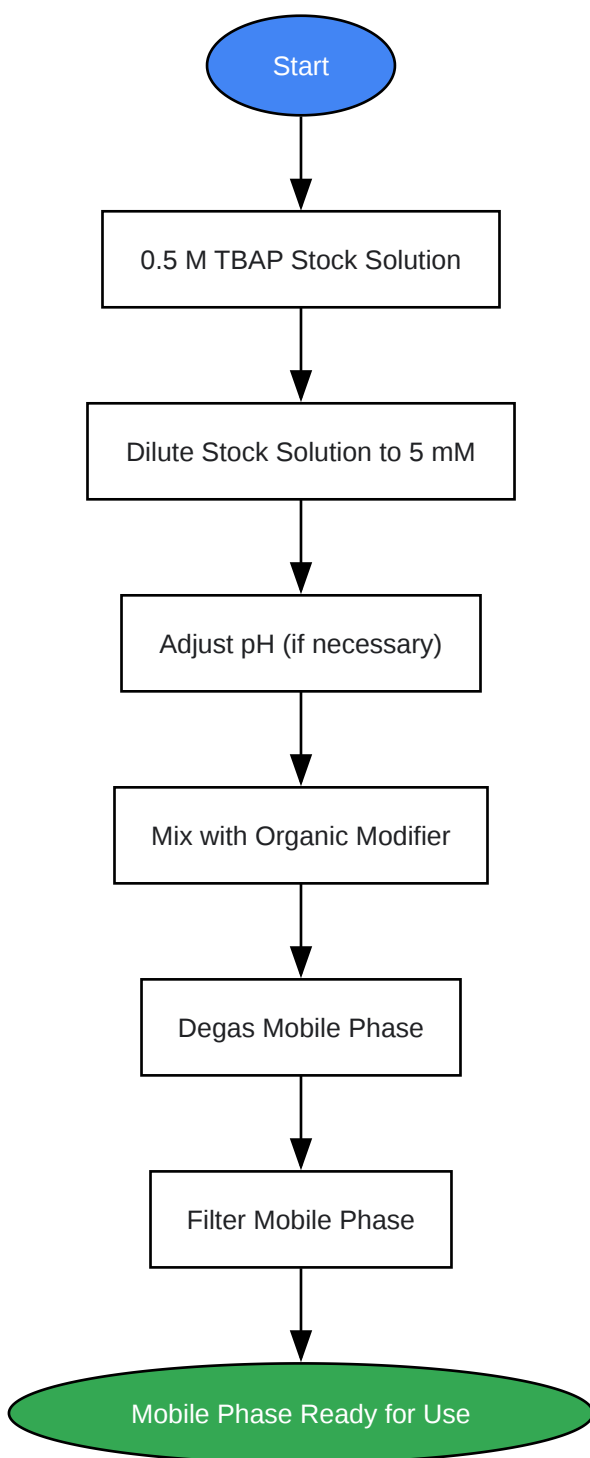 Start
0.5 M TBAP Stock Solution
Dilute Stock Solution to 5 mM
Adjust pH (if necessary)
Mix with Organic Modifier
Degas Mobile Phase
Filter Mobile Phase
Mobile Phase Ready for Use